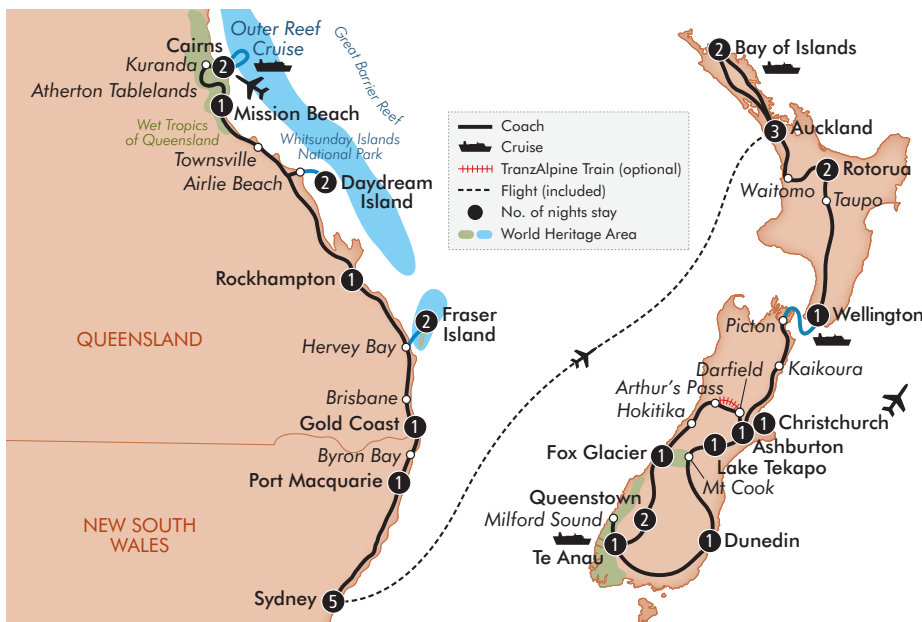 Outer Reef
Cruise
Great Barrier Reef
Cairns
Kuranda
2
Atherton Tablelands
1
Mission Beach
Wet Tropics
of Queensland
Whitsunday Islands
National Park
Townsville
Airlie Beach
2
Daydream
Island
Rockhampton
1
QUEENSLAND
2
Fraser
Island
Hervey Bay
Brisbane
Gold Coast
1
Byron Bay
Port Macquarie
1
NEW SOUTH
WALES
Sydney
5
Coach
Cruise
TranzAlpine Train (optional)
Flight (included)
No. of nights stay
World Heritage Area
2
Bay of Islands
3
Auckland
2
Rotorua
Waitomo
Taupo
1
Wellington
Picton
Kaikoura
Darfield
Arthur's Pass
Hokitika
1
Christchurch
1
Ashburton
1
Lake Tekapo
Fox Glacier
1
Mt Cook
Queenstown
2
Milford Sound
1
Te Anau
1
Dunedin